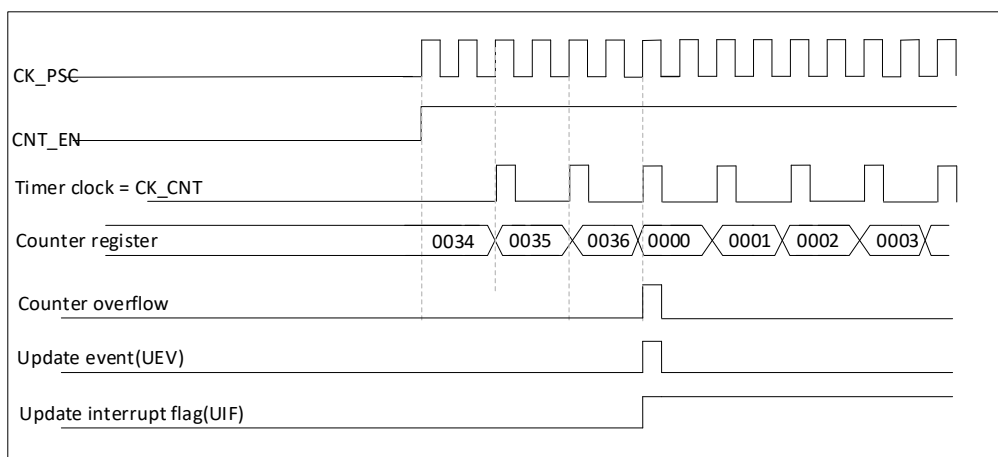 CK_PSC
CNT_EN
Timer clock = CK_CNT
Counter register 0034 0035 0036 0000 0001 0002 0003
Counter overflow
Update event(UEV)
Update interrupt flag(UIF)